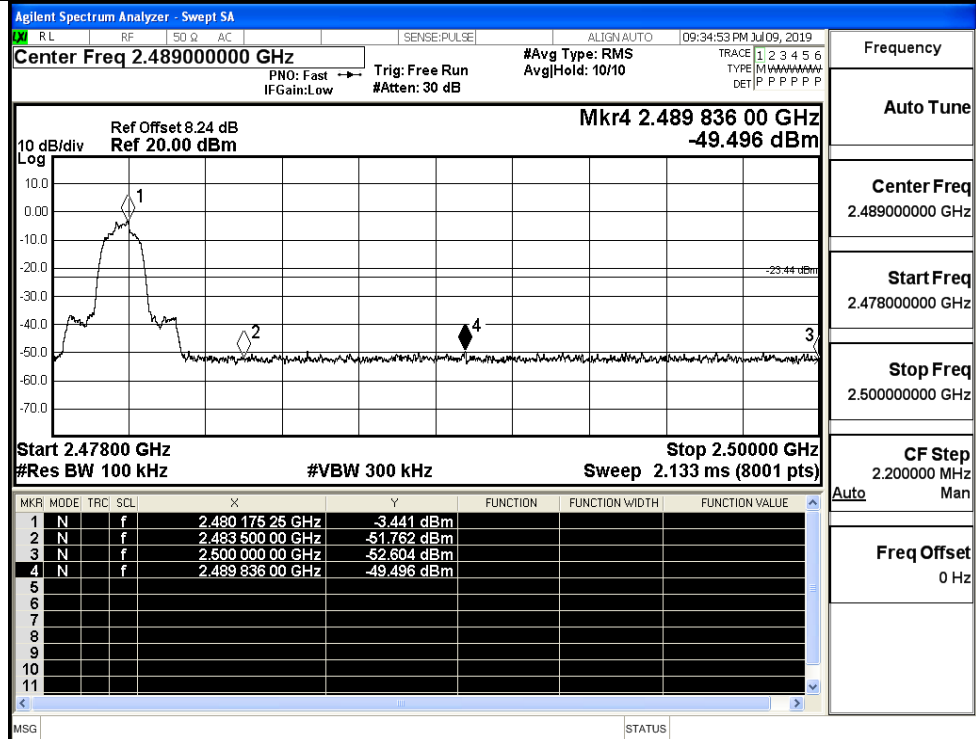 Agilent Spectrum Analyzer - Swept SA
LXI RL RF 50 Ω AC SENSE:PULSE ALIGN AUTO 09:34:53 PM Jul 09, 2019
Center Freq 2.489000000 GHz
PNO: Fast
IFGain:Low
Trig: Free Run
#Atten: 30 dB
#Avg Type: RMS
Avg|Hold: 10/10
TRACE 1 2 3 4 5 6
TYPE M WWWWW
DET P P P P P P
Mkr4 2.489 836 00 GHz
-49.496 dBm
Ref Offset 8.24 dB
10 dB/div Ref 20.00 dBm
Log
10.0
0.00
-10.0
-20.0
-30.0
-40.0
-50.0
-60.0
-70.0
1
2
4
3
-23.44 dBm
Start 2.47800 GHz Stop 2.50000 GHz
#Res BW 100 kHz #VBW 300 kHz Sweep 2.133 ms (8001 pts)
MKR MODE TRC SCL X Y FUNCTION FUNCTION WIDTH FUNCTION VALUE
1 N f 2.480 175 25 GHz -3.441 dBm
2 N f 2.483 500 00 GHz -51.762 dBm
3 N f 2.500 000 00 GHz -52.604 dBm
4 N f 2.489 836 00 GHz -49.496 dBm
5
6
7
8
9
10
11
MSG STATUS
Frequency
Auto Tune
Center Freq
2.489000000 GHz
Start Freq
2.478000000 GHz
Stop Freq
2.500000000 GHz
CF Step
2.200000 MHz
Auto Man
Freq Offset
0 Hz